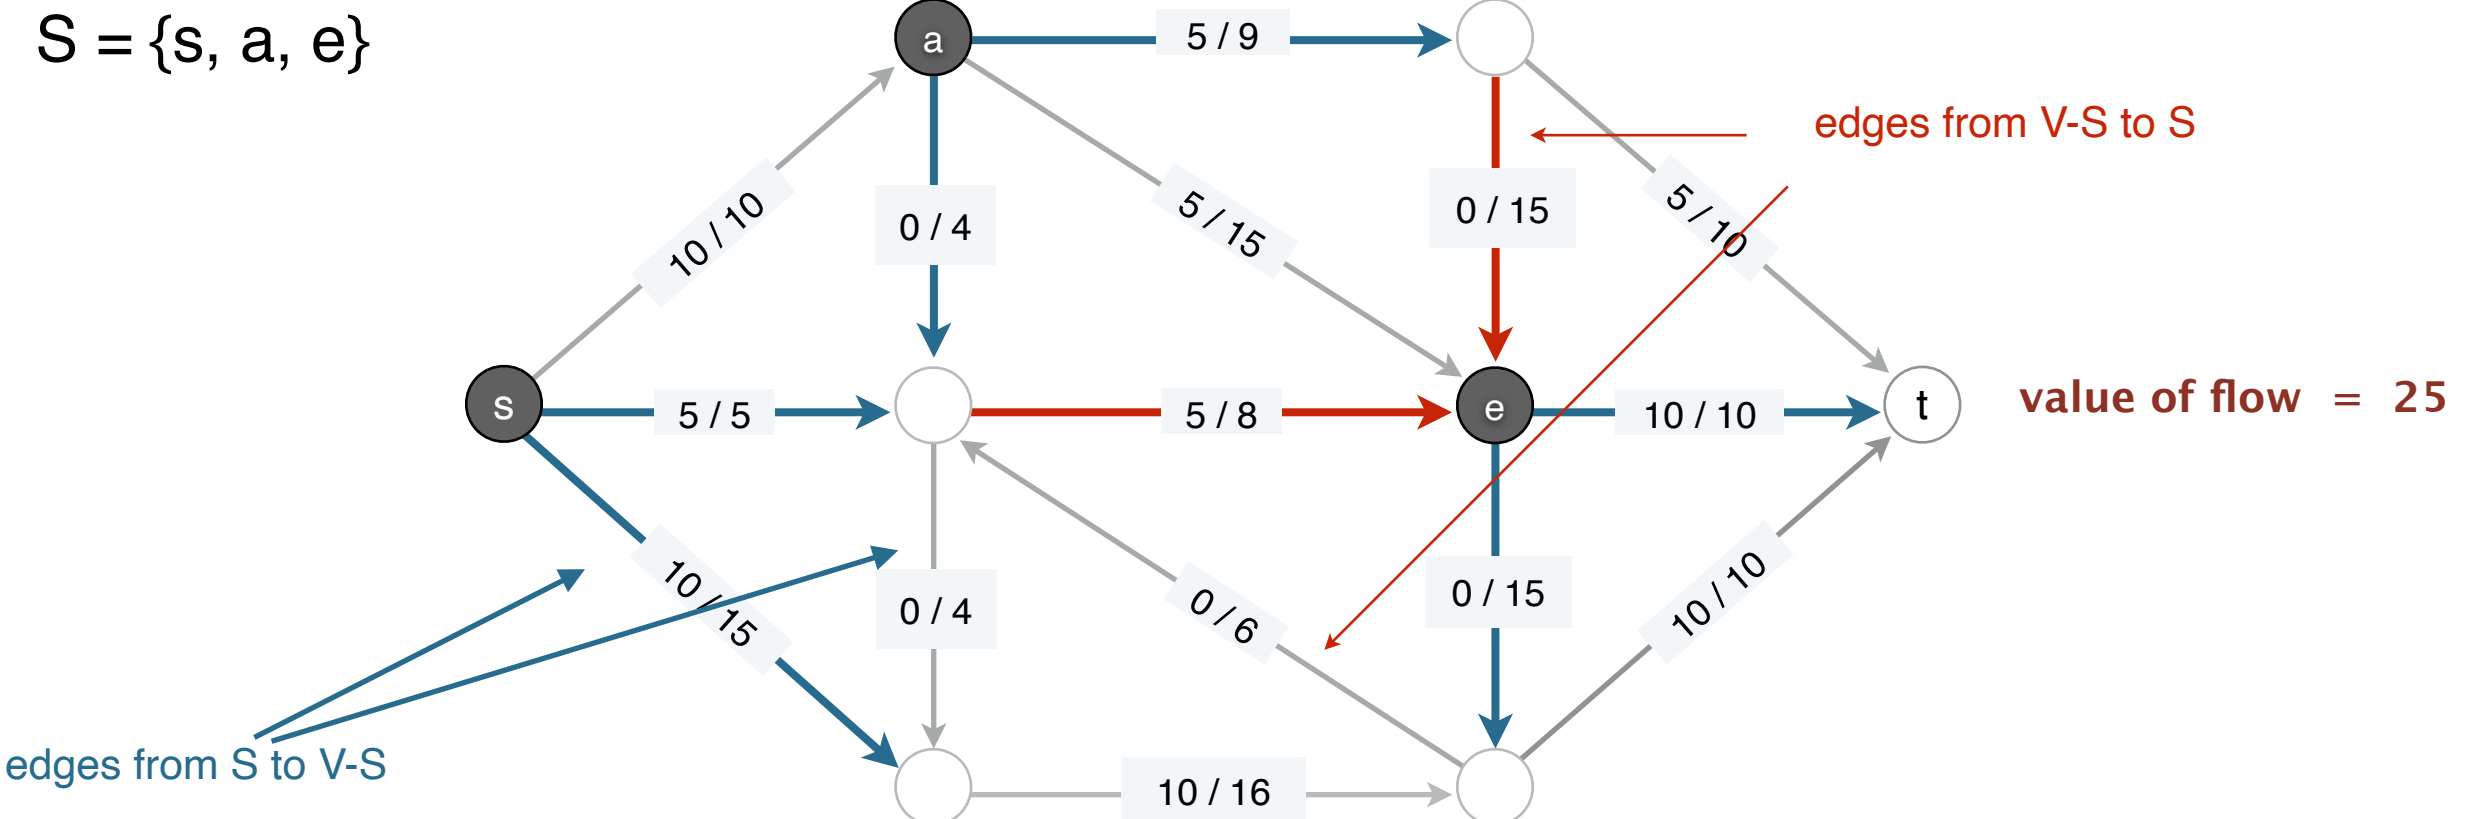 S = {s, a, e}
a
5 / 9
edges from V-S to S
10 / 10
0 / 4
5 / 15
0 / 15
5 / 10
s
5 / 5
5 / 8
e
10 / 10
t
value of flow = 25
10 / 15
0 / 4
0 / 6
0 / 15
10 / 10
edges from S to V-S
10 / 16